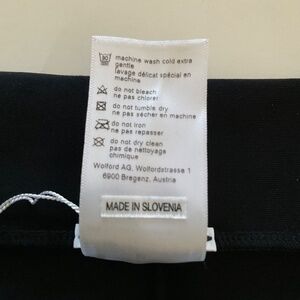 30
machine wash cold extra
gentle
lavage délicat spécial en
machine
do not bleach
ne pas chlorer
do not tumble dry
ne pas sécher en machine
do not iron
ne pas repasser
do not dry clean
pas de nettoyage
chimique
Wolford AG, Wolfordstrasse 1
6900 Bregenz, Austria
MADE IN SLOVENIA